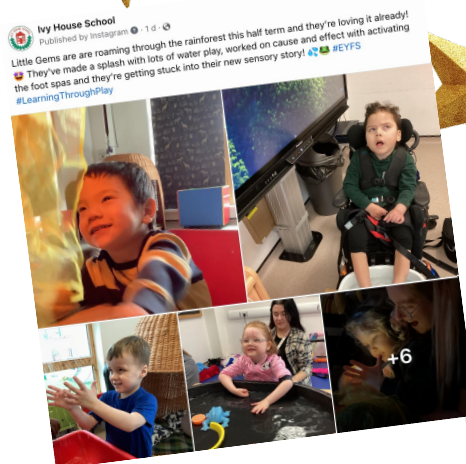 Ivy House School
Published by Instagram · 1 d ·
Little Gems are are roaming through the rainforest this half term and they're loving it already!
🤩 They've made a splash with lots of water play, worked on cause and effect with activating
the foot spas and they're getting stuck into their new sensory story! 💦🐸 #EYFS
#LearningThroughPlay
+6